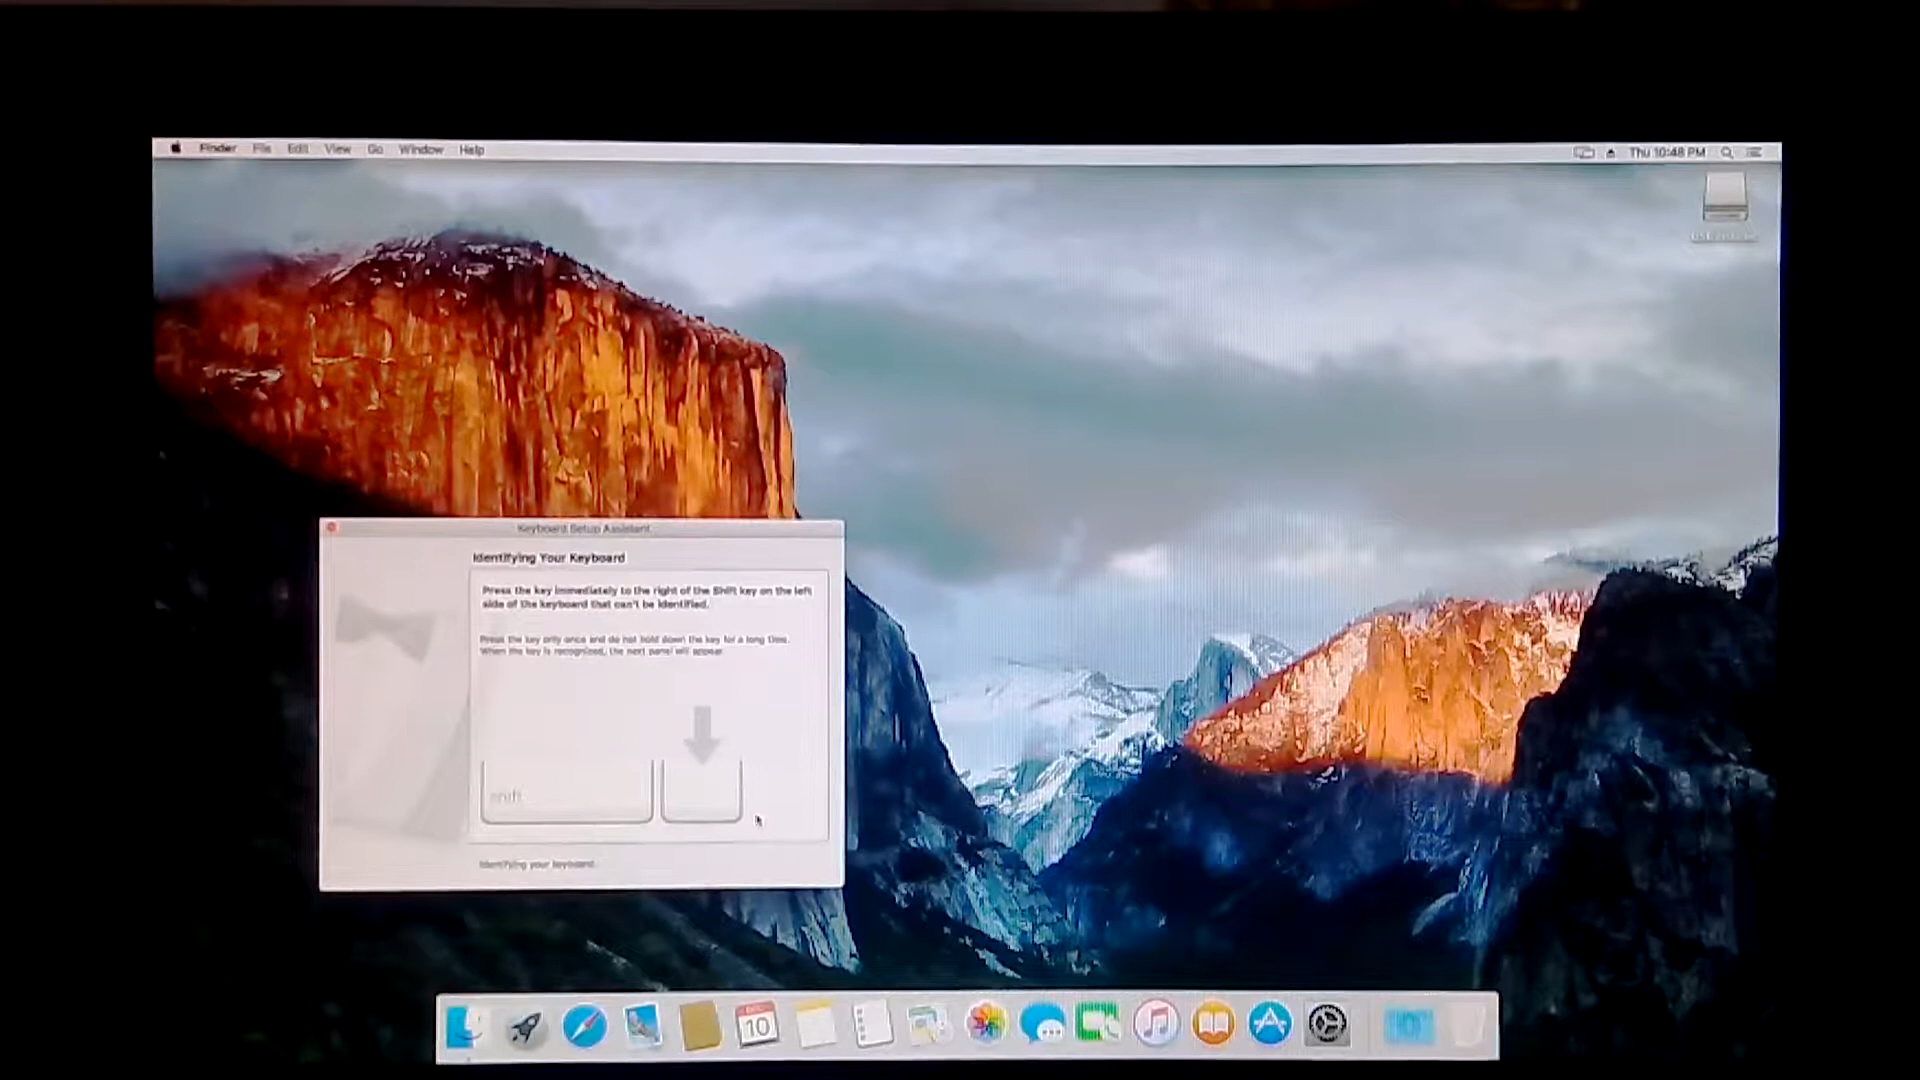 Finder File Edit View Go Window Help
Thu 10:48 PM
Keyboard Setup Assistant
Identifying Your Keyboard
Press the key immediately to the right of the Shift key on the left
side of the keyboard that can't be identified.
Press the key only once and do not hold down the key for a long time.
When the key is recognized, the next panel will appear.
shift
Identifying your keyboard.
10